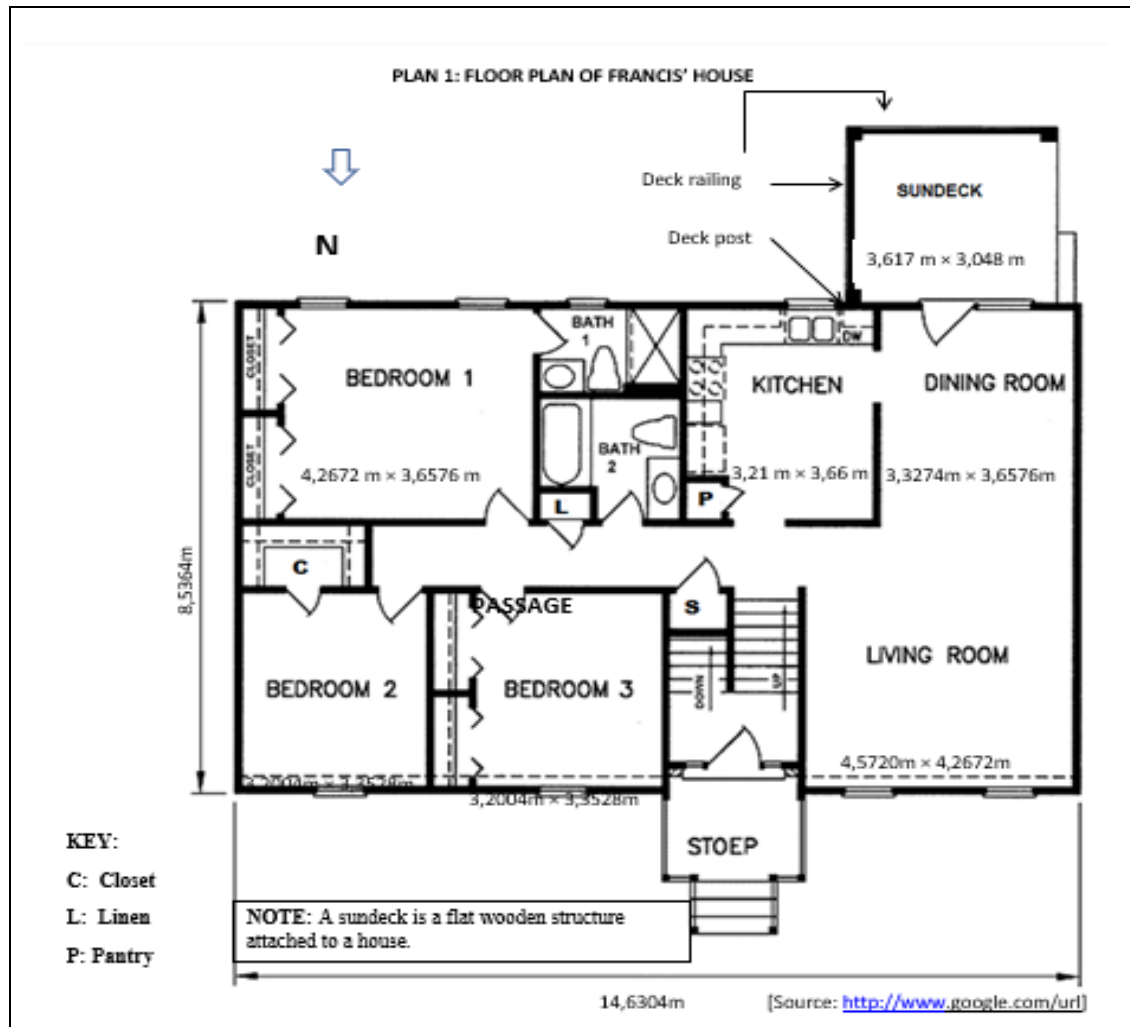 PLAN 1: FLOOR PLAN OF FRANCIS' HOUSE
Deck railing
SUNDECK
Deck post
N
3,617 m × 3,048 m
BATH
1
CLOSET
DW
BEDROOM 1
KITCHEN
DINING ROOM
CLOSET
BATH
2
4,2672 m × 3,6576 m
3,21 m × 3,66 m
3,3274m × 3,6576m
L
P
C
8,5364m
PASSAGE
S
LIVING ROOM
BEDROOM 2
BEDROOM 3
DOWN
UP
4,5720m × 4,2672m
3,2004m × 3,3528m
3,2004m × 3,3528m
KEY:
STOEP
C: Closet
L: Linen
NOTE: A sundeck is a flat wooden structure
attached to a house.
P: Pantry
14,6304m
[Source: http://www.google.com/url]